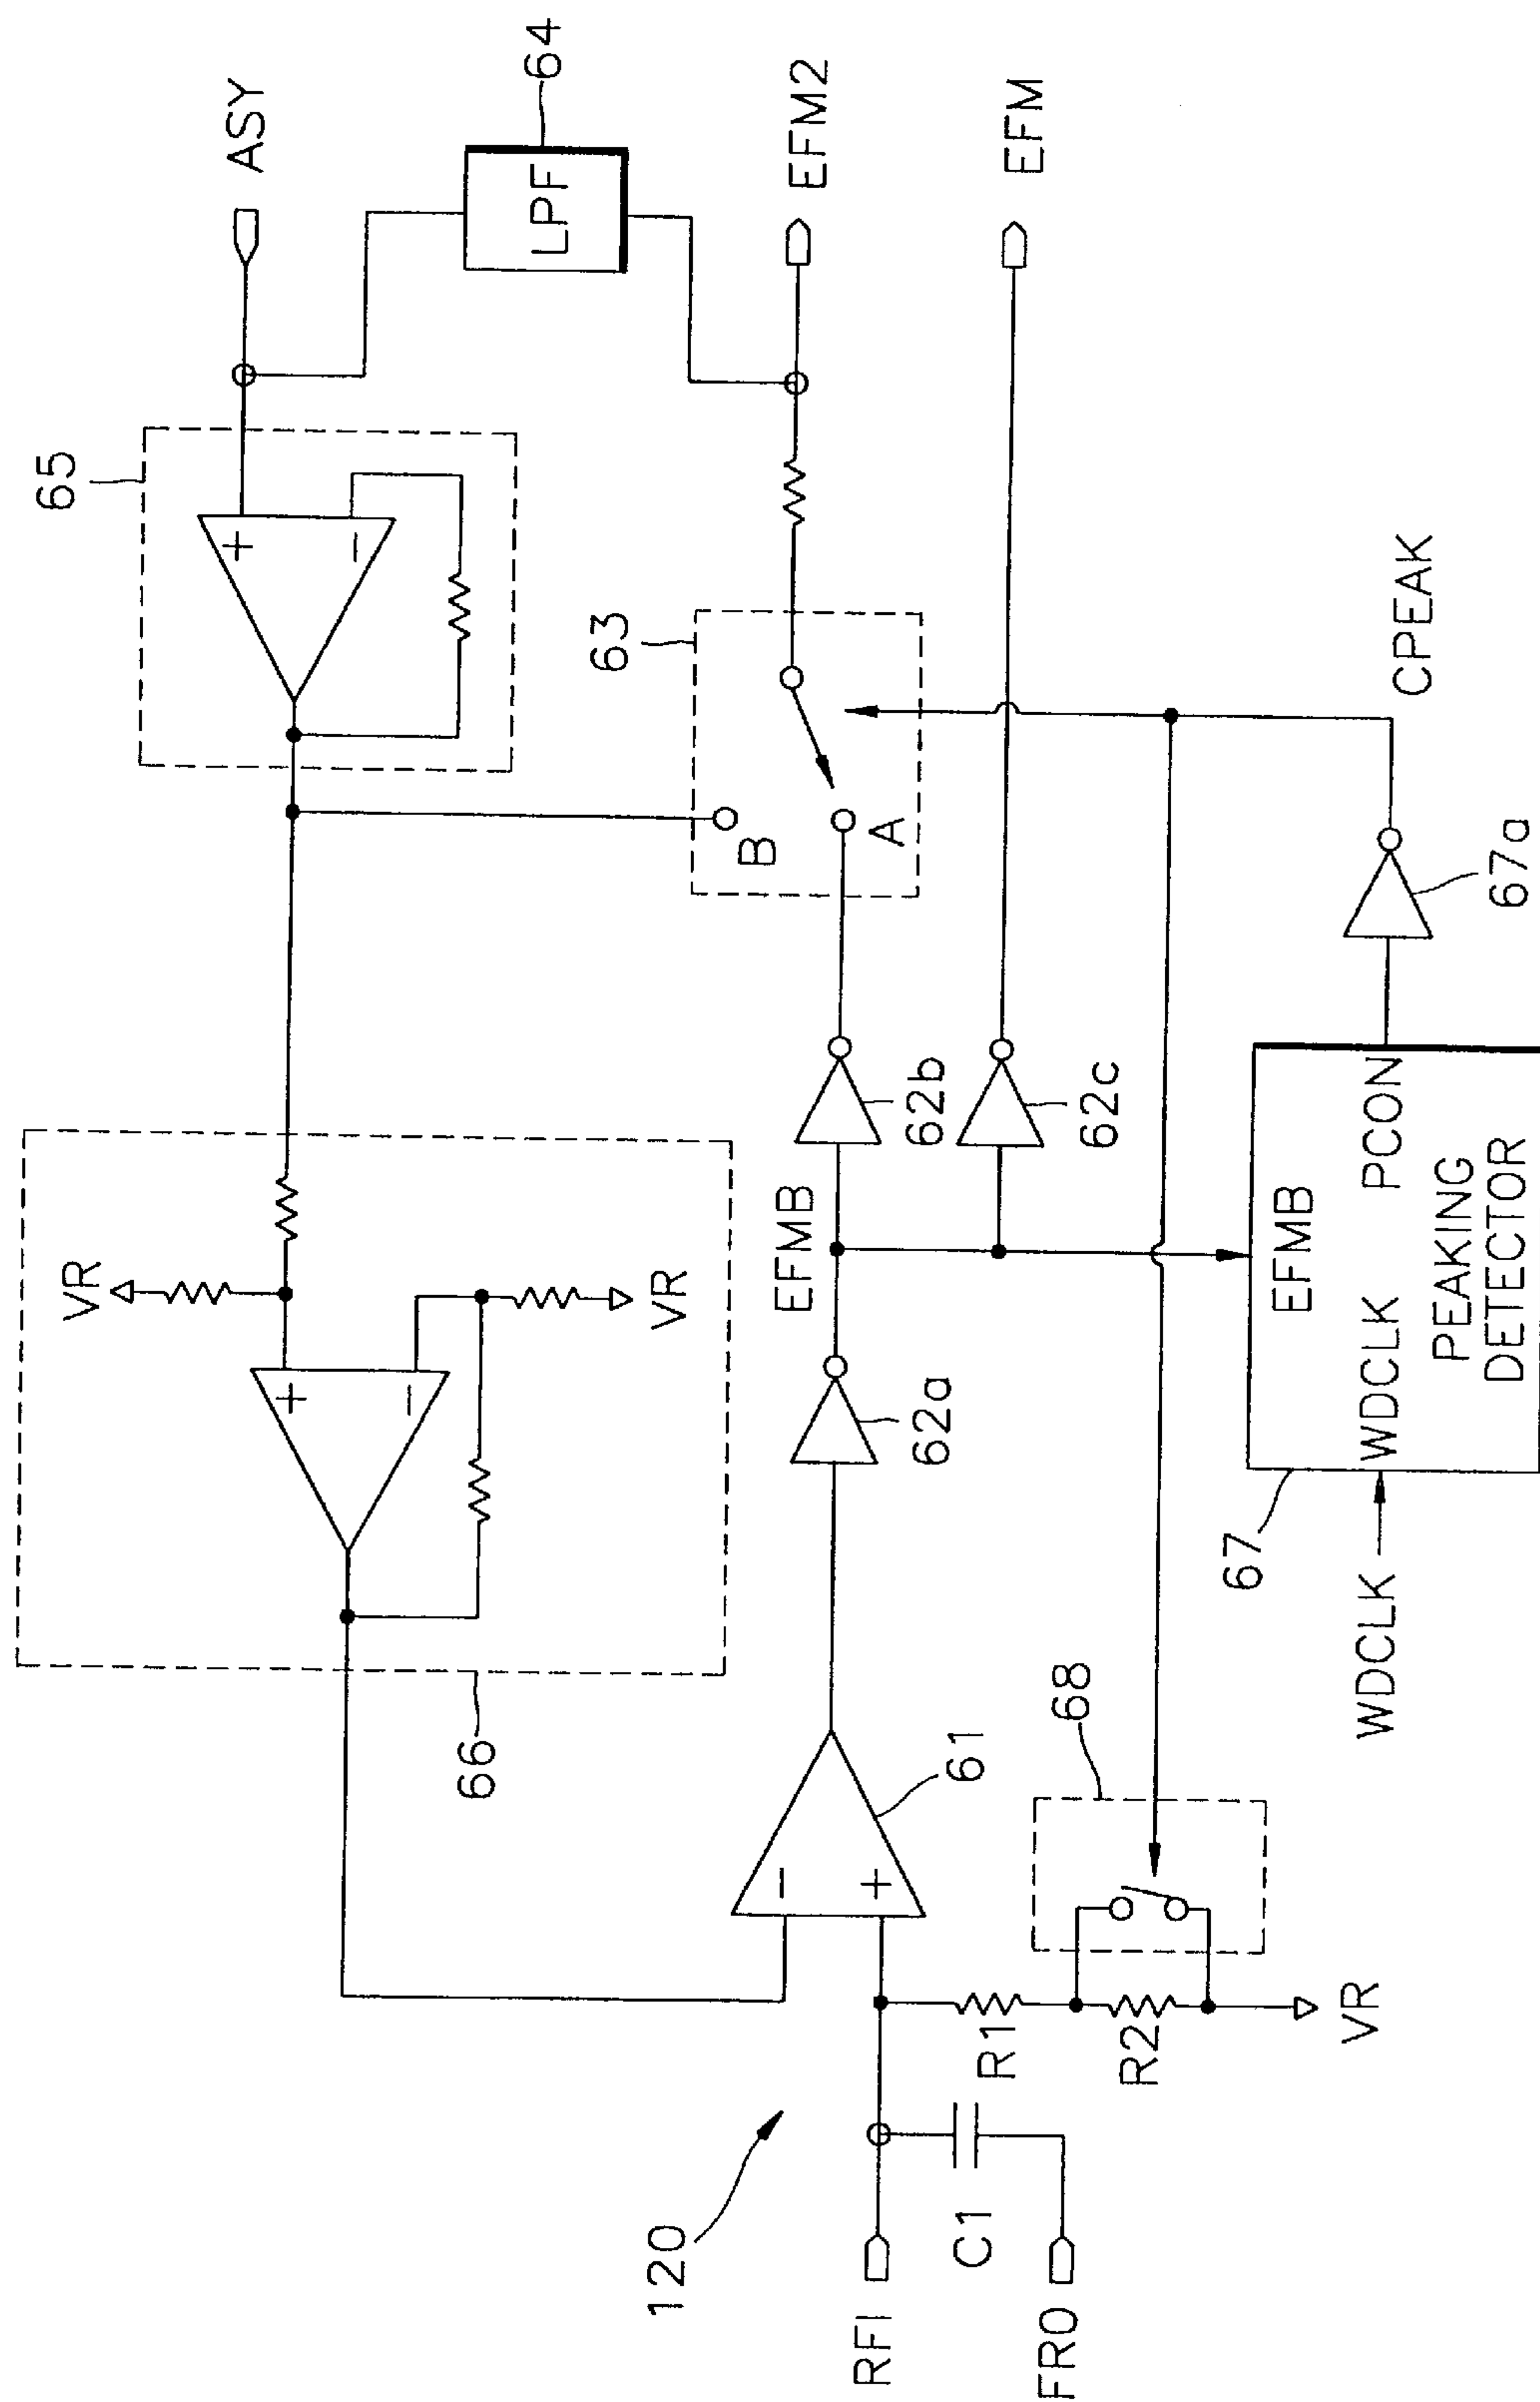 65
ASY
64
LPF
EFM2
EFM
63
B
A
CPEAK
67a
62b
62c
VR
VR
+
−
+
−
66
EFMB
62a
EFMB
WDCLK
PCON
PEAKING
DETECTOR
67
WDCLK
68
61
−
+
R1
R2
VR
120
C1
RFI
FRO